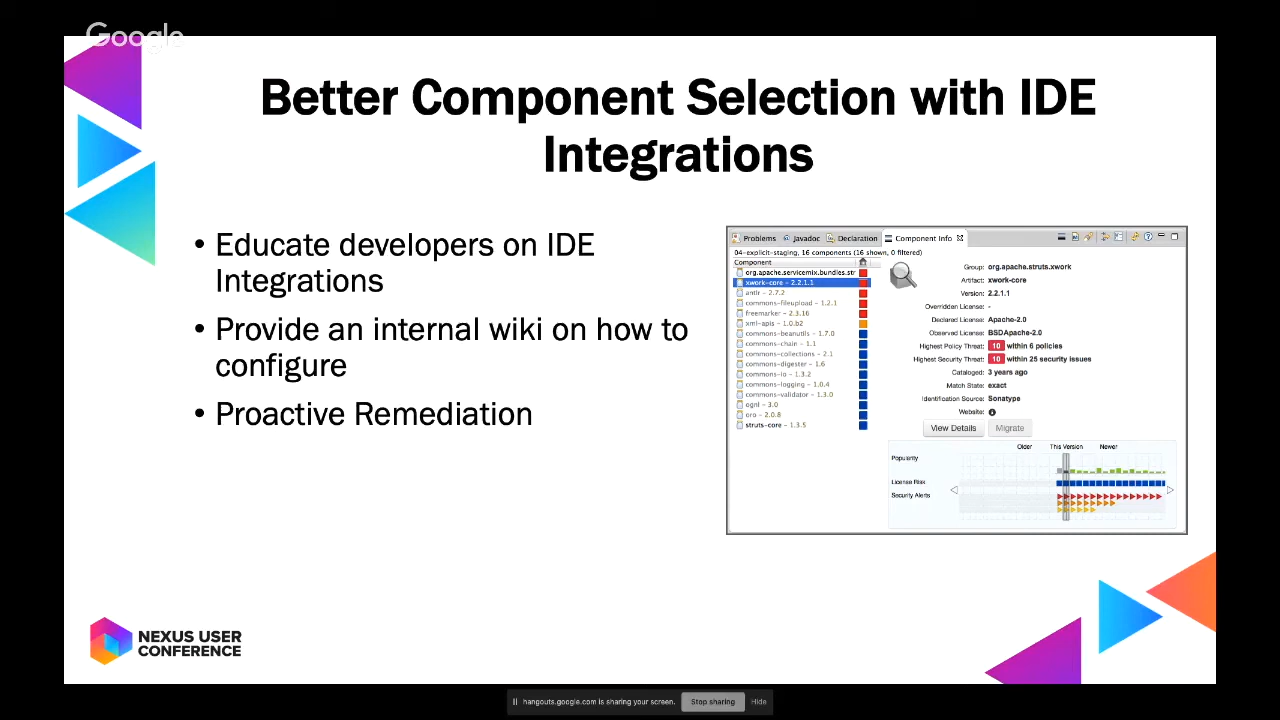 Google
Better Component Selection with IDE
Integrations
• Educate developers on IDE
Integrations
• Provide an internal wiki on how to
configure
• Proactive Remediation
Problems @ Javadoc Declaration Component Info
04-explicit-staging, 16 components (16 shown, 0 filtered)
Component
org.apache.servicemix.bundles.str
xwork-core - 2.2.1.1
antlr - 2.7.2
commons-fileupload - 1.2.1
freemarker - 2.3.16
xml-apis - 1.0.b2
commons-beanutils - 1.7.0
commons-chain - 1.1
commons-collections - 2.1
commons-digester - 1.6
commons-io - 1.3.2
commons-logging - 1.0.4
commons-validator - 1.3.0
ognl - 3.0
oro - 2.0.8
struts-core - 1.3.5
Group: org.apache.struts.xwork
Artifact: xwork-core
Version: 2.2.1.1
Overridden License: -
Declared License: Apache-2.0
Observed License: BSDApache-2.0
Highest Policy Threat: 10 within 6 policies
Highest Security Threat: 10 within 25 security issues
Cataloged: 3 years ago
Match State: exact
Identification Source: Sonatype
Website:
View Details Migrate
Older This Version Newer
Popularity
License Risk
Security Alerts
NEXUS USER
CONFERENCE
hangouts.google.com is sharing your screen. Stop sharing Hide